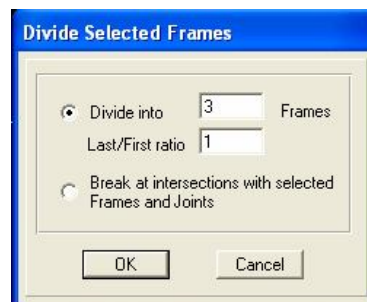 Divide Selected Frames
Divide into 3 Frames
Last/First ratio 1
Break at intersections with selected
Frames and Joints
OK Cancel